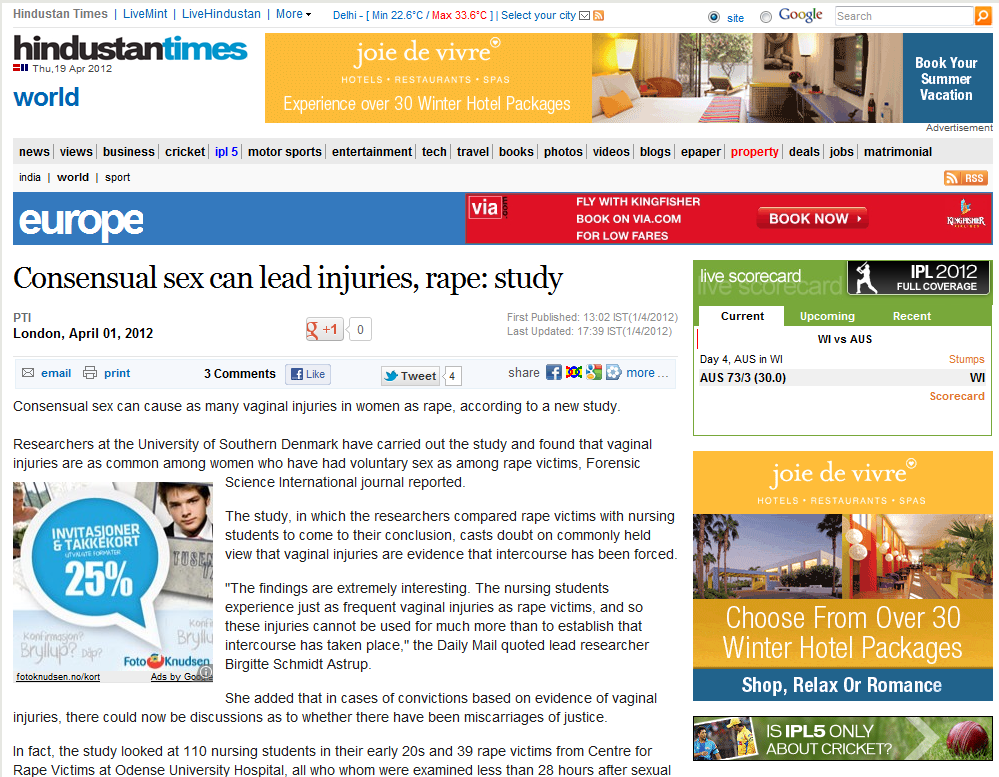 Hindustan Times | LiveMint | LiveHindustan | More
Delhi - [ Min 22.6°C / Max 33.6°C ] | Select your city
site Google Search
hindustantimes
Thu,19 Apr 2012
world
joie de vivre
HOTELS • RESTAURANTS • SPAS
Experience over 30 Winter Hotel Packages
Book Your
Summer
Vacation
Advertisement
news views business cricket ipl 5 motor sports entertainment tech travel books photos videos blogs epaper property deals jobs matrimonial
india | world | sport
RSS
europe
via.com
FLY WITH KINGFISHER
BOOK ON VIA.COM
FOR LOW FARES
BOOK NOW
KINGFISHER
AIRLINES
Consensual sex can lead injuries, rape: study
PTI
London, April 01, 2012
g +1 0
First Published: 13:02 IST(1/4/2012)
Last Updated: 17:39 IST(1/4/2012)
email print 3 Comments Like Tweet 4 share more ...
Consensual sex can cause as many vaginal injuries in women as rape, according to a new study.
Researchers at the University of Southern Denmark have carried out the study and found that vaginal
injuries are as common among women who have had voluntary sex as among rape victims, Forensic
Science International journal reported.
The study, in which the researchers compared rape victims with nursing
students to come to their conclusion, casts doubt on commonly held
view that vaginal injuries are evidence that intercourse has been forced.
"The findings are extremely interesting. The nursing students
experience just as frequent vaginal injuries as rape victims, and so
these injuries cannot be used for much more than to establish that
intercourse has taken place," the Daily Mail quoted lead researcher
Birgitte Schmidt Astrup.
She added that in cases of convictions based on evidence of vaginal
injuries, there could now be discussions as to whether there have been miscarriages of justice.
In fact, the study looked at 110 nursing students in their early 20s and 39 rape victims from Centre for
Rape Victims at Odense University Hospital, all who whom were examined less than 28 hours after sexual
INVITASJONER
& TAKKEKORT
UTVALGTE FORMATER
25%
Konfirmasjon?
Bryllup? Dåp?
Foto Knudsen
fotoknudsen.no/kort
Ads by Goo
live scorecard
IPL 2012
FULL COVERAGE
Current Upcoming Recent
WI vs AUS
Day 4, AUS in WI Stumps
AUS 73/3 (30.0) WI
Scorecard
joie de vivre
HOTELS • RESTAURANTS • SPAS
Choose From Over 30
Winter Hotel Packages
Shop, Relax Or Romance
IS IPL5 ONLY
ABOUT CRICKET?